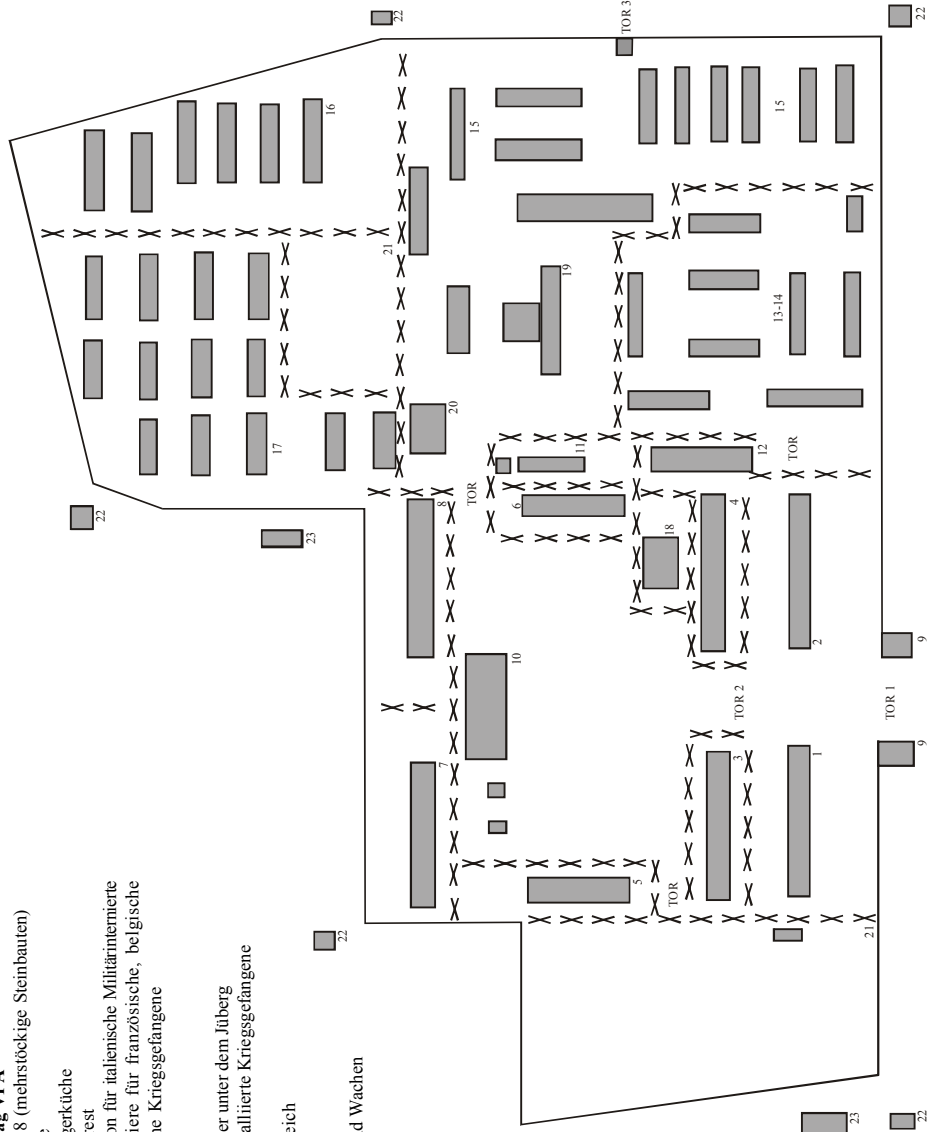 ag VI A
8 (mehrstöckige Steinbauten)
e
gerküche
rest
on für italienische Militärinternierte
iere für französische, belgische
ne Kriegsgefangene
er unter dem Jüberg
alliierte Kriegsgefangene
eich
d Wachen
22
22
23
17
16
22
21
7
8
20
TOR
15
10
6
19
11
TOR 3
5
18
TOR
3
TOR 2
4
12
13-14
15
TOR
1
2
23
21
TOR 1
22
9
9
22